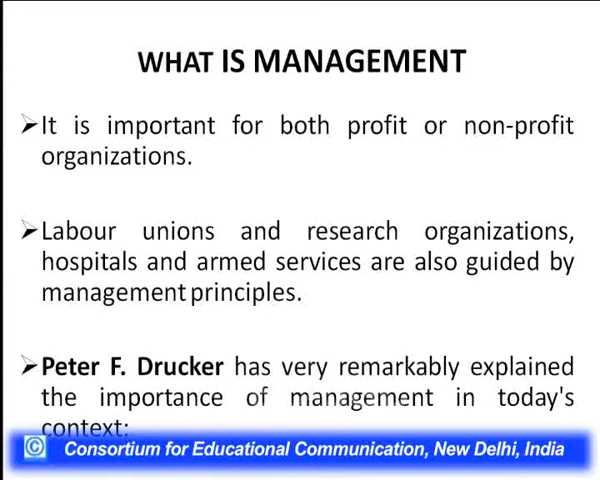 WHAT IS MANAGEMENT
➢It is important for both profit or non-profit
organizations.
➢Labour unions and research organizations,
hospitals and armed services are also guided by
management principles.
➢Peter F. Drucker has very remarkably explained
the importance of management in today's
context:
© Consortium for Educational Communication, New Delhi, India